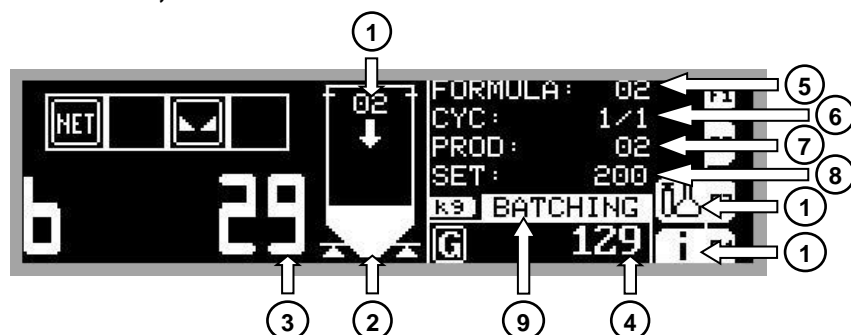 1
NET
02
FORMULA: 02
5
F1
CYC: 1/1
6
PROD: 02
7
SET: 200
8
b 29
K9 BATCHING
1
G 129
i
1
3
2
9
4